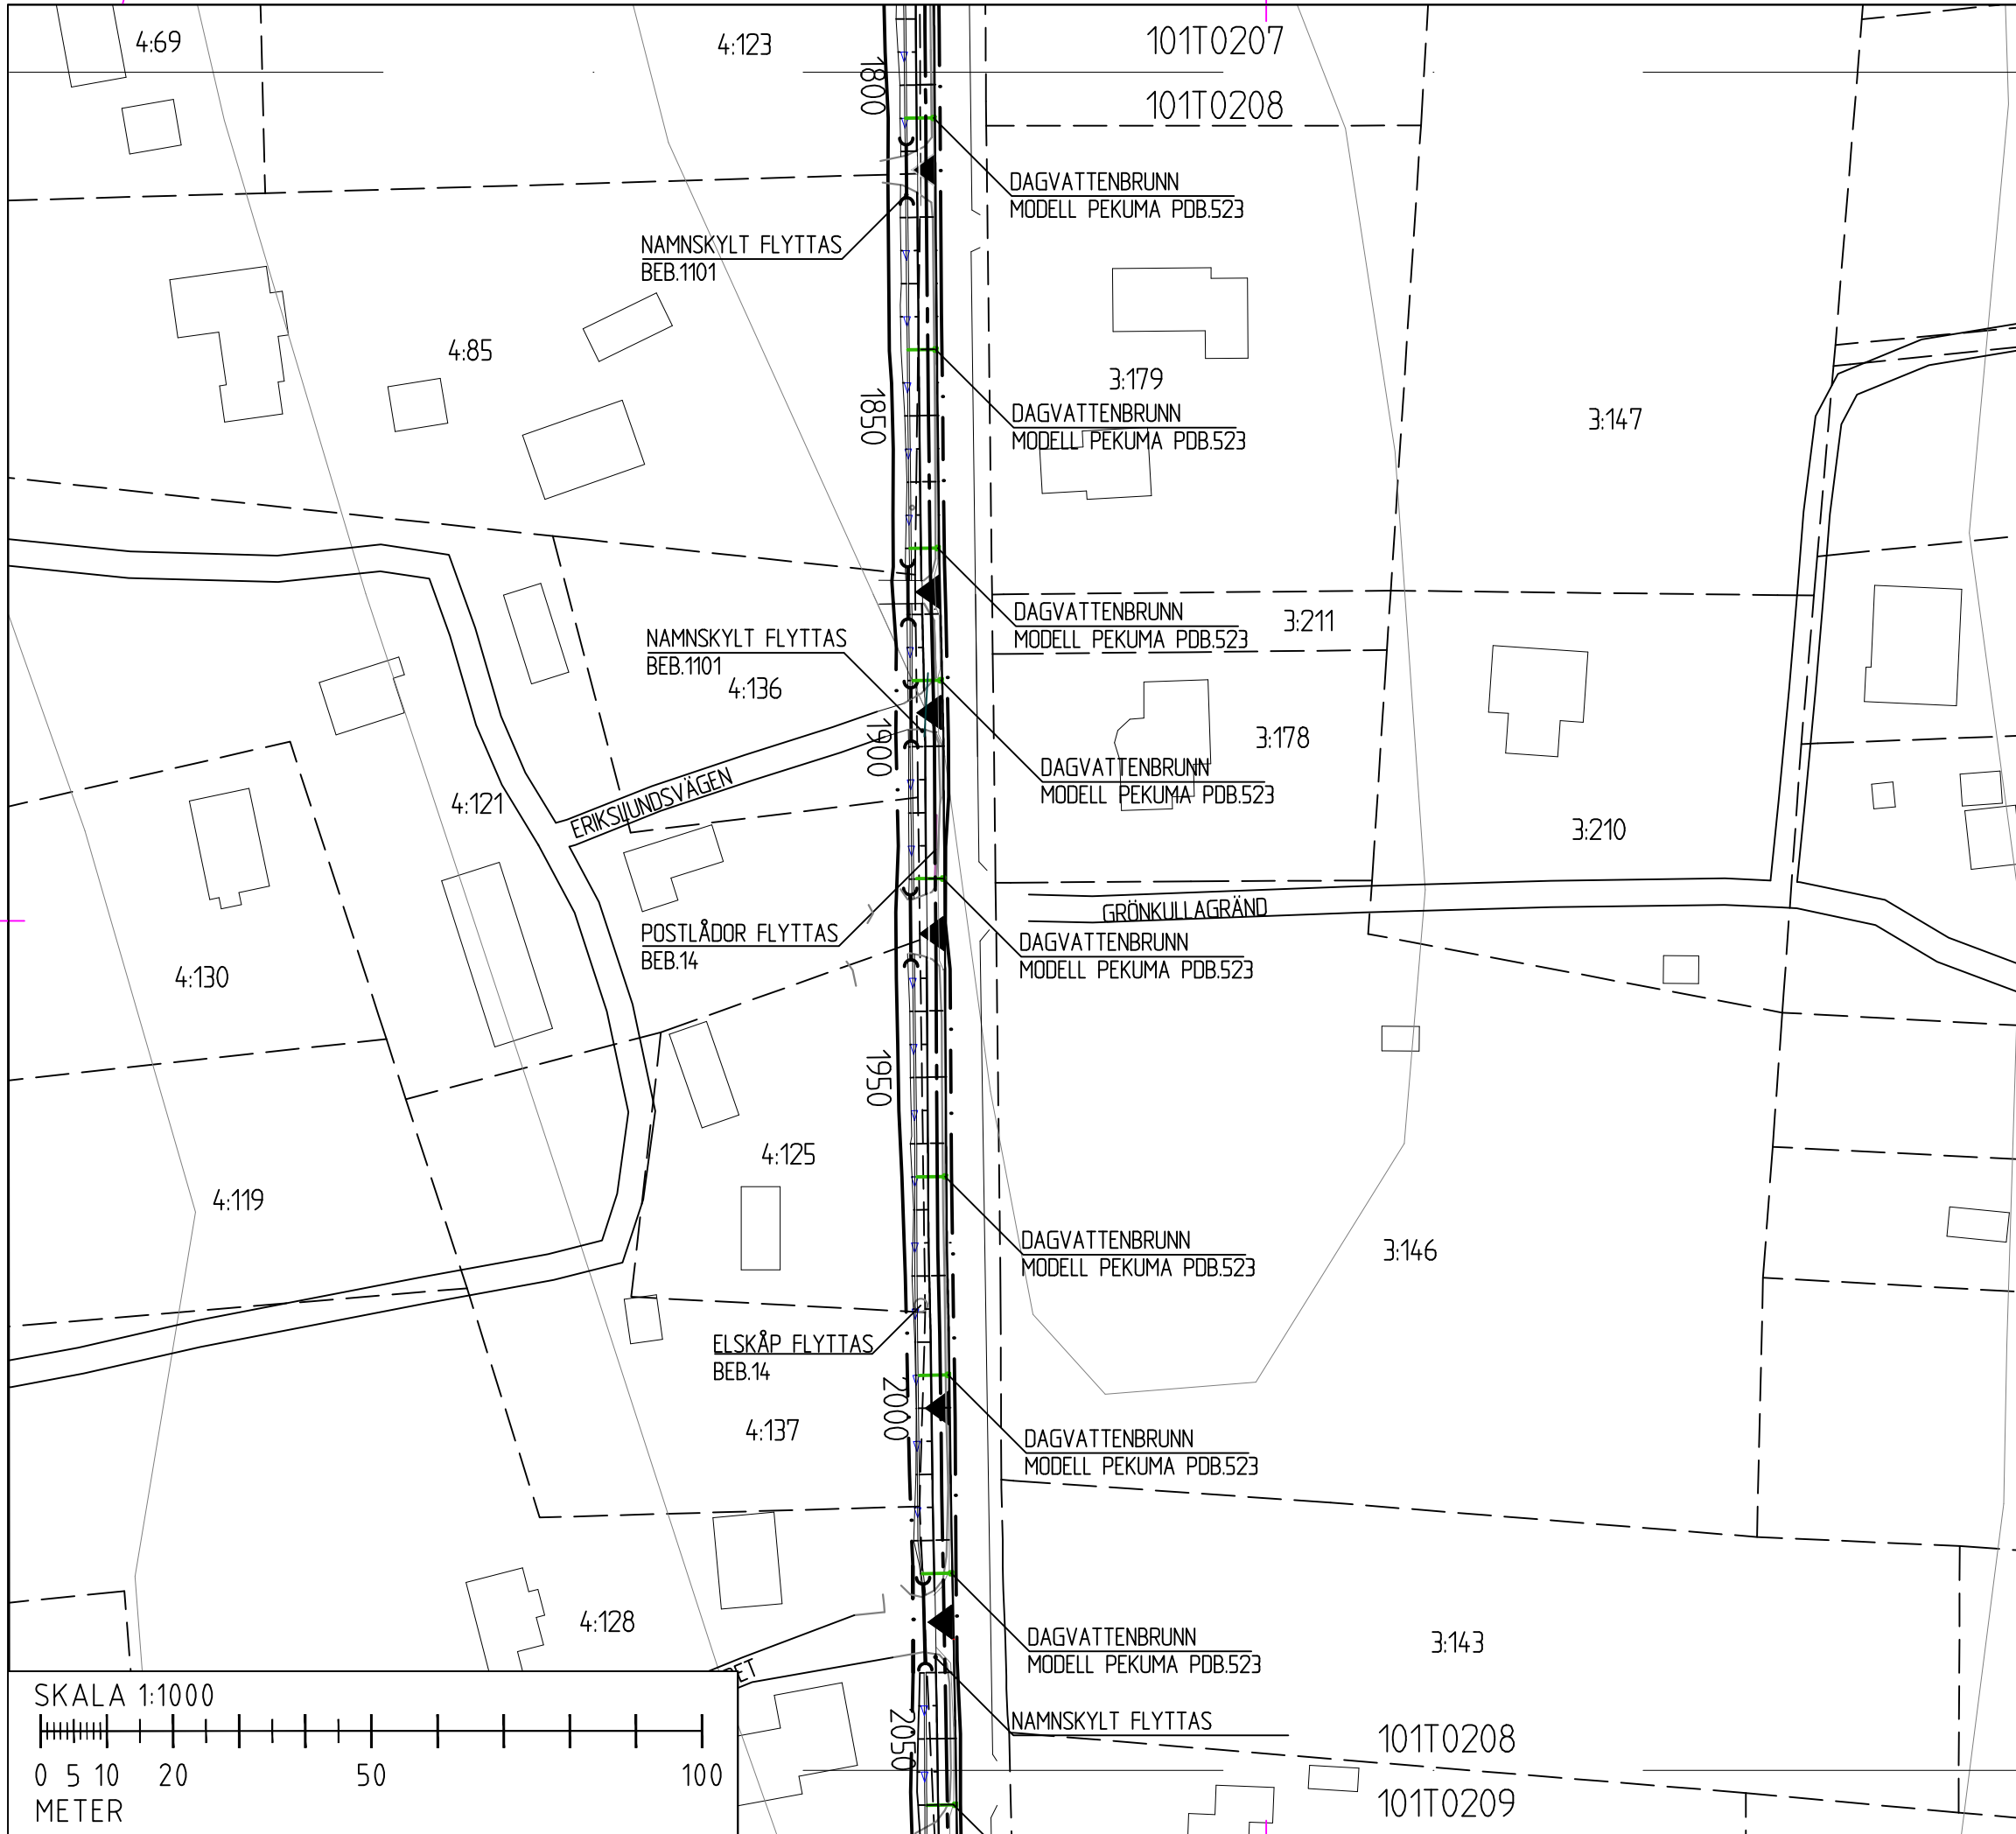 4:69
4:123
101T0207
1800
101T0208
DAGVATTENBRUNN
MODELL PEKUMA PDB.523
NAMNSKYLT FLYTTAS
BEB.1101
4:85
3:179
1850
DAGVATTENBRUNN
MODELL PEKUMA PDB.523
3:147
DAGVATTENBRUNN
MODELL PEKUMA PDB.523
3:211
NAMNSKYLT FLYTTAS
BEB.1101
4:136
1900
3:178
DAGVATTENBRUNN
MODELL PEKUMA PDB.523
4:121
ERIKSLUNDSVÄGEN
3:210
GRÖNKULLAGRÄND
POSTLÅDOR FLYTTAS
BEB.14
DAGVATTENBRUNN
MODELL PEKUMA PDB.523
4:130
1950
4:125
4:119
DAGVATTENBRUNN
MODELL PEKUMA PDB.523
3:146
ELSKÅP FLYTTAS
BEB.14
2000
4:137
DAGVATTENBRUNN
MODELL PEKUMA PDB.523
4:128
DAGVATTENBRUNN
MODELL PEKUMA PDB.523
3:143
NAMNSKYLT FLYTTAS
2050
101T0208
101T0209
SKALA 1:1000
0 5 10 20 50 100
METER